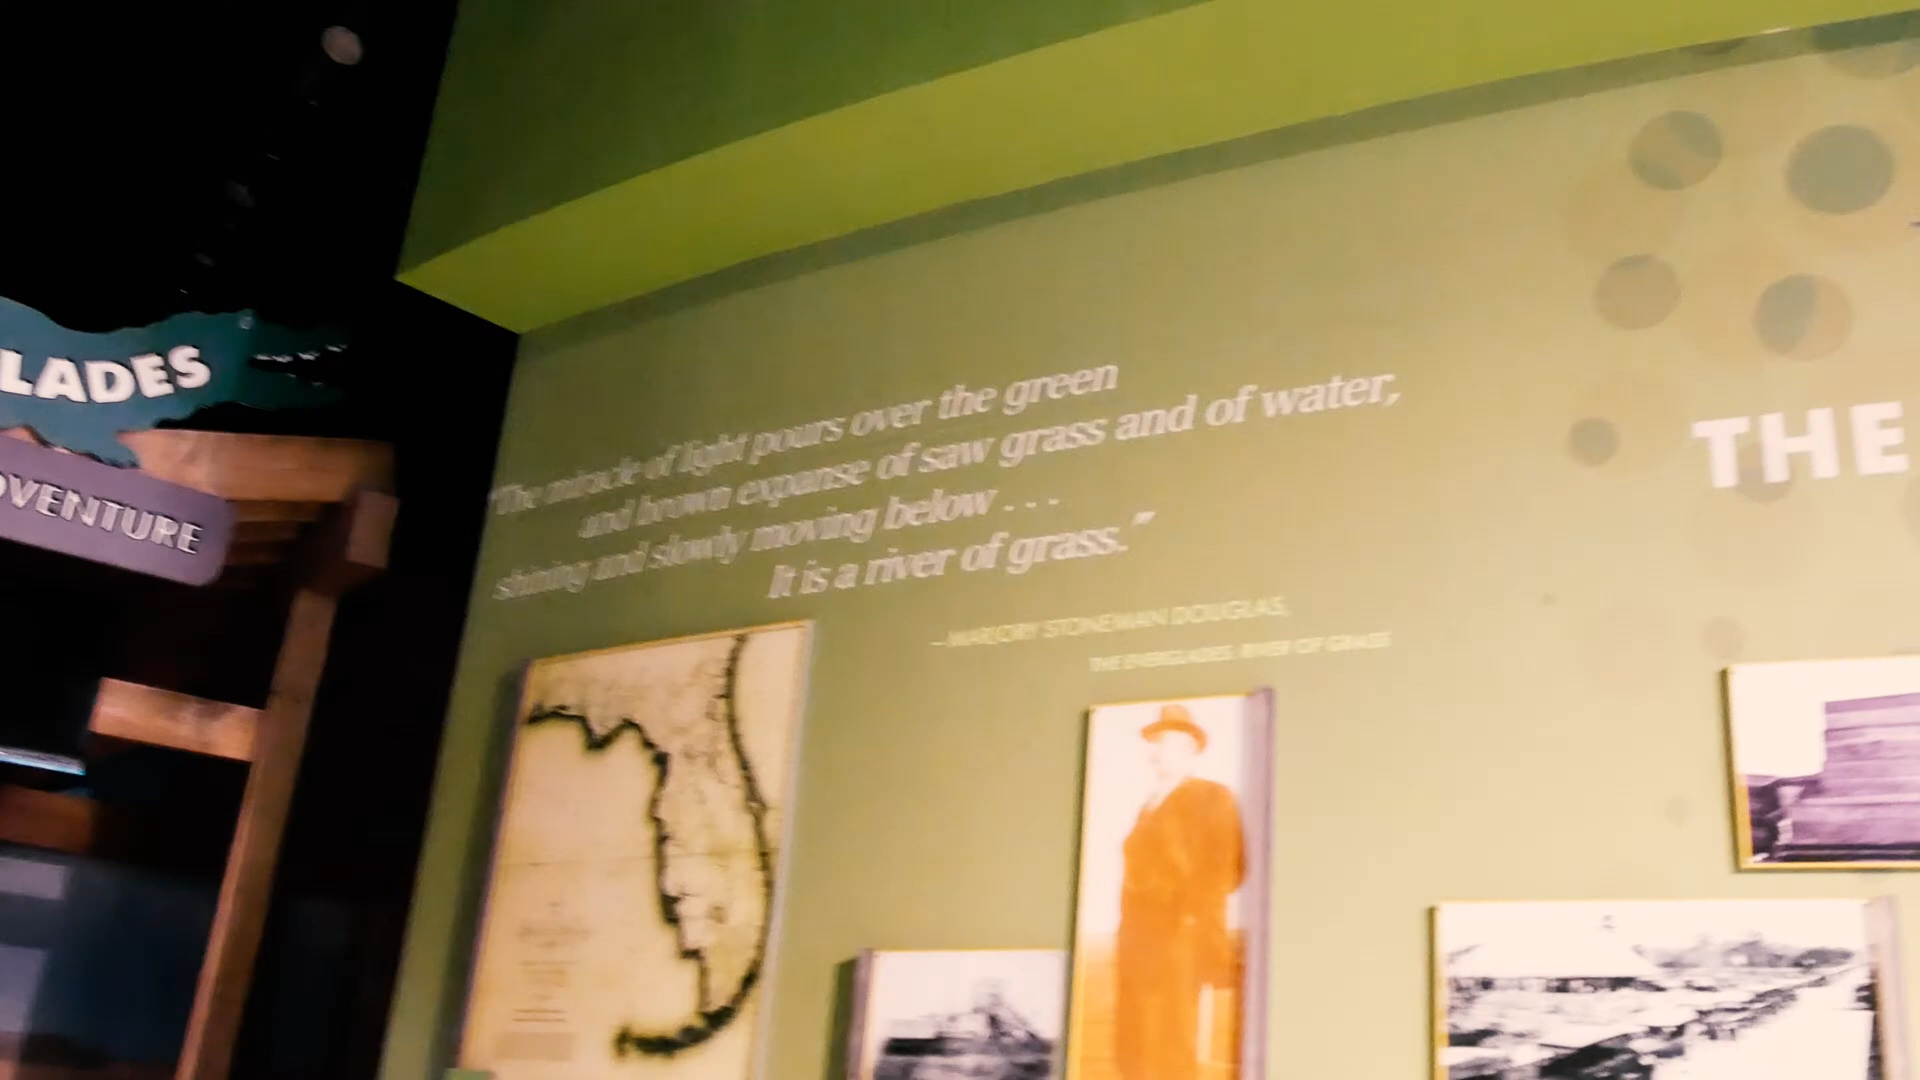 LADES
VENTURE
"The miracle of light pours over the green
and brown expanse of saw grass and of water,
shining and slowly moving below . . .
It is a river of grass."
–MARJORY STONEMAN DOUGLAS,
THE EVERGLADES: RIVER OF GRASS
THE